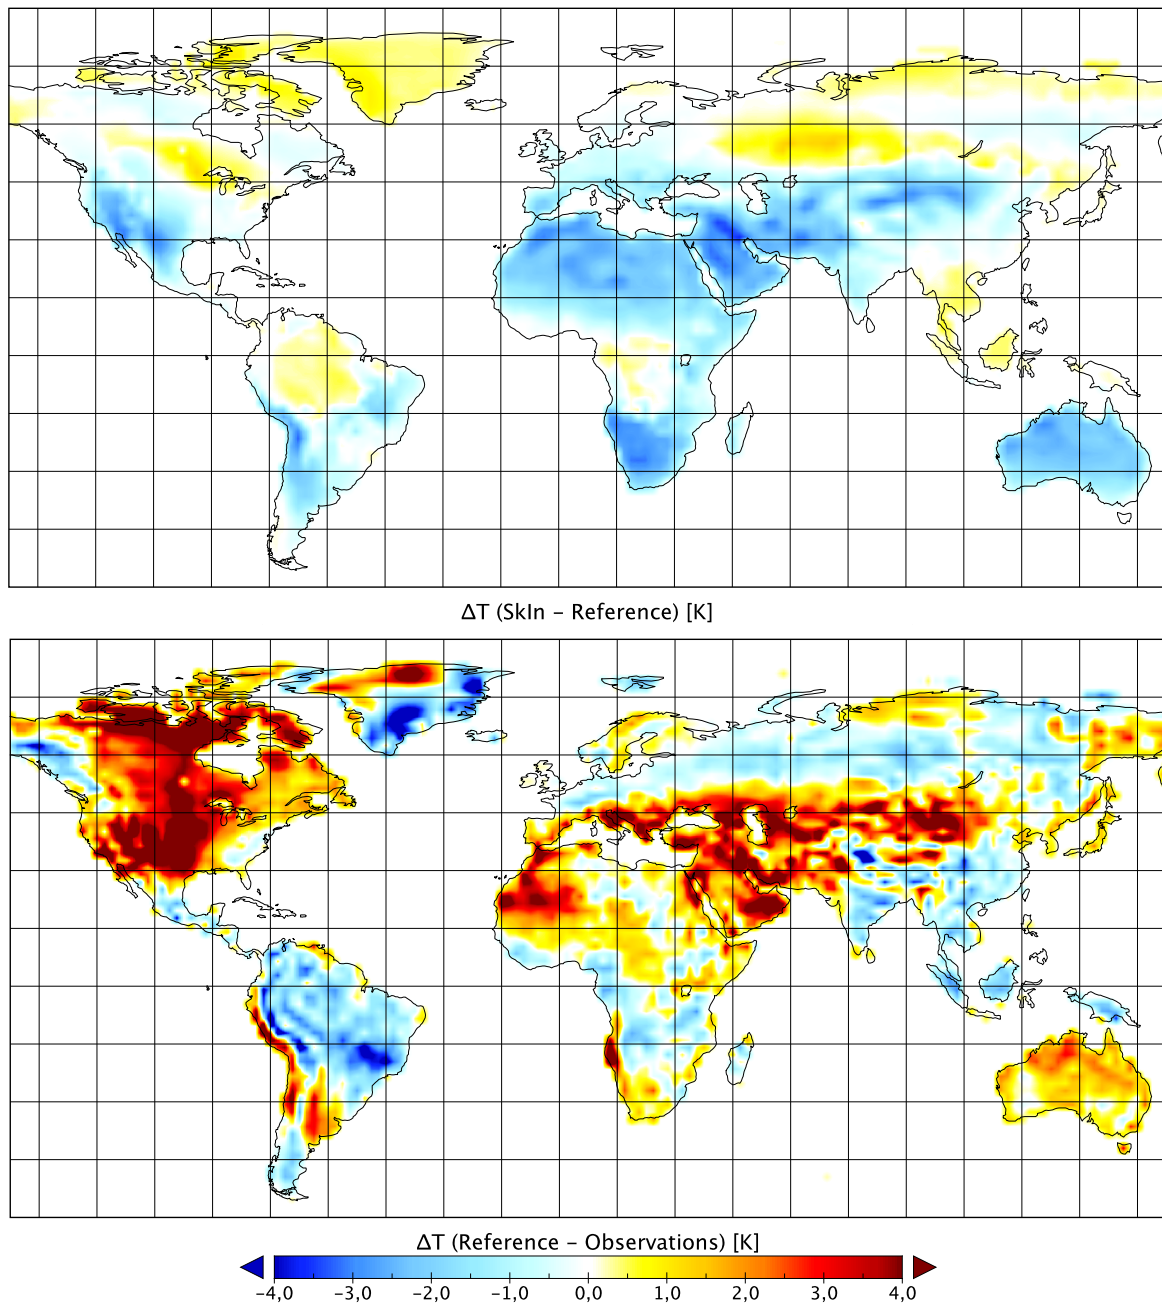 ΔT (SkIn – Reference) [K]
ΔT (Reference – Observations) [K]
−4,0 −3,0 −2,0 −1,0 0,0 1,0 2,0 3,0 4,0